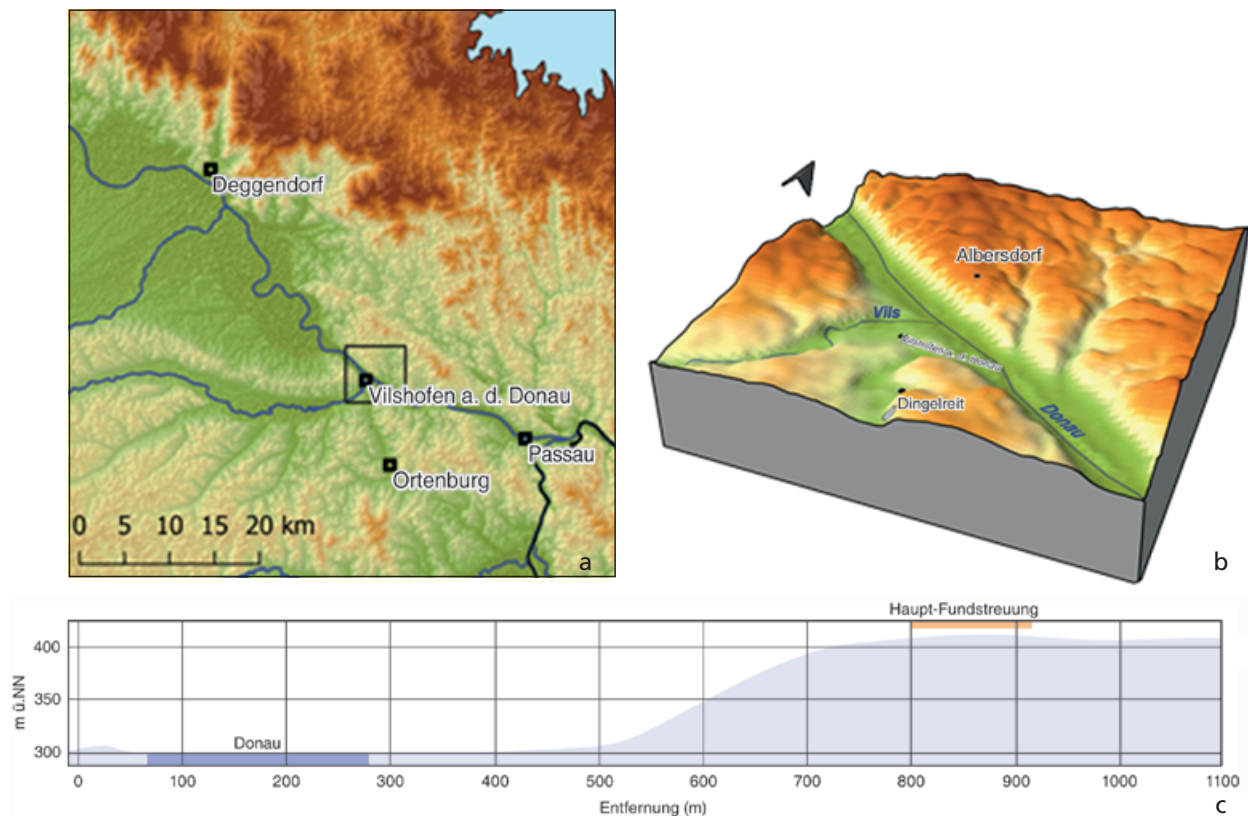 Deggendorf
Vilshofen a. d. Donau
Passau
Ortenburg
0 5 10 15 20 km
a
Albersdorf
Vils
a. d. Donau
Dingelreit
Donau
b
Haupt-Fundstreuung
400
350
300
m ü.NN
Donau
0 100 200 300 400 500 600 700 800 900 1000 1100
Entfernung (m)
c